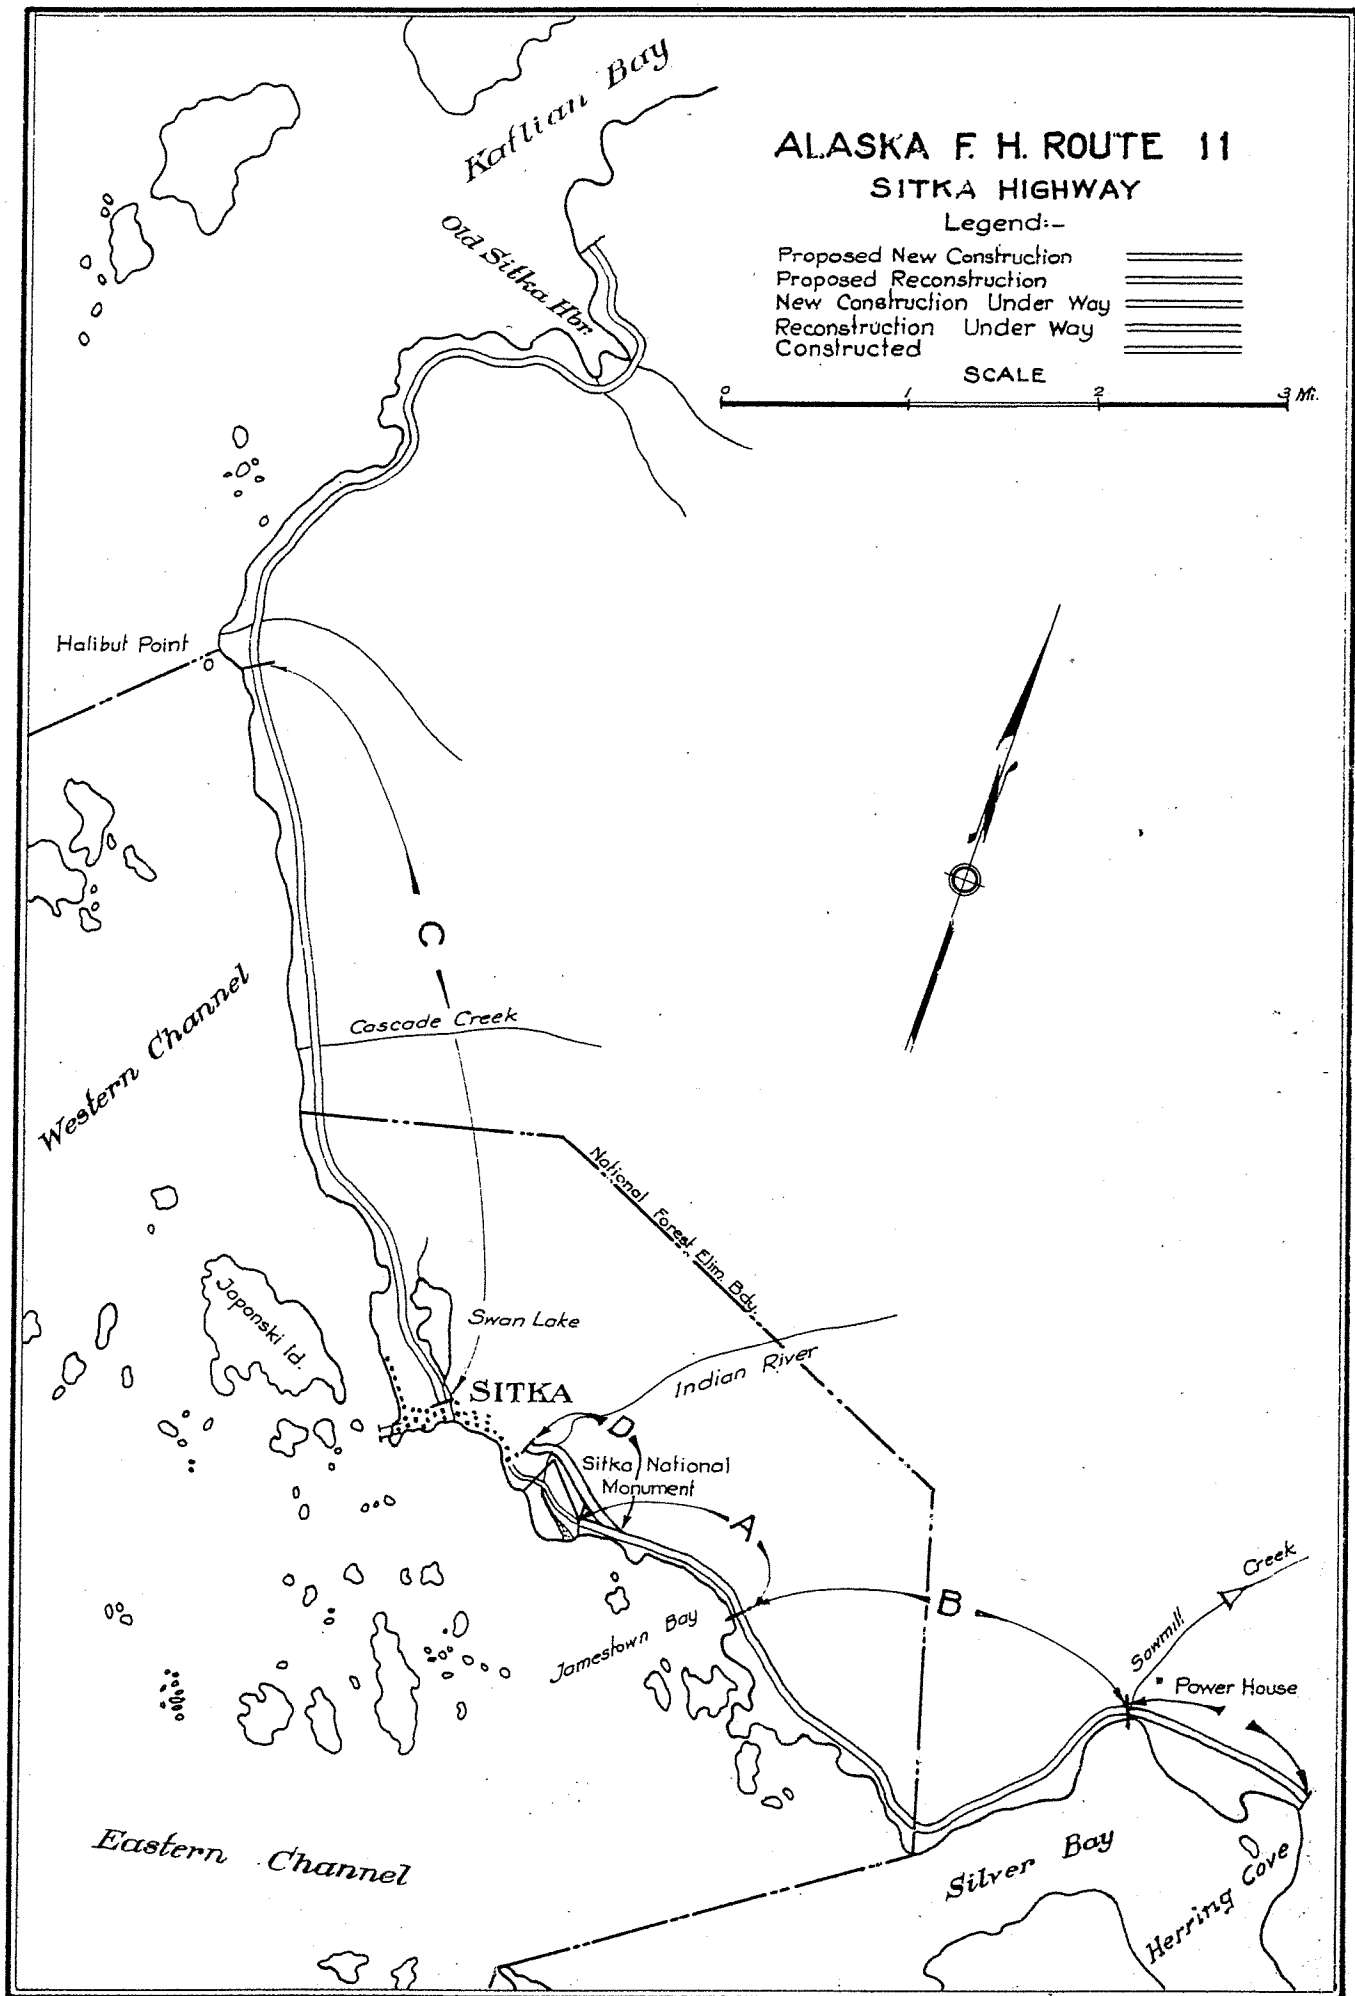 Katlian Bay
ALASKA F. H. ROUTE 11
SITKA HIGHWAY
Legend:-
Proposed New Construction
Proposed Reconstruction
New Construction Under Way
Reconstruction Under Way
Constructed
SCALE
0 1 2 3 Mi.
Old Sitka Hbr.
Halibut Point
C
Western Channel
Cascade Creek
National Forest Elim. Bdy.
Japonski Id.
Swan Lake
Indian River
SITKA
D
Sitka National
Monument
A
B
Jamestown Bay
Sawmill Creek
Power House
Eastern Channel
Silver Bay
Herring Cove